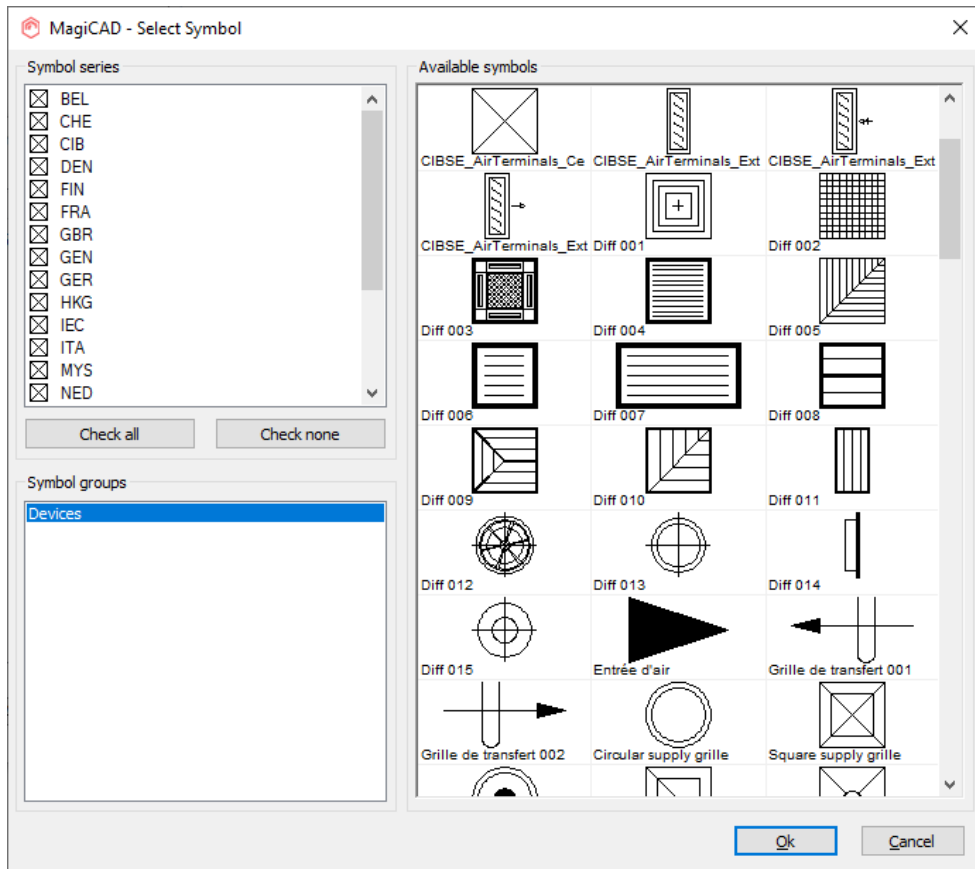 MagiCAD - Select Symbol
Symbol series
BEL
CHE
CIB
DEN
FIN
FRA
GBR
GEN
GER
HKG
IEC
ITA
MYS
NED
Check all
Check none
Symbol groups
Devices
Available symbols
CIBSE_AirTerminals_Ce
CIBSE_AirTerminals_Ext
CIBSE_AirTerminals_Ext
CIBSE_AirTerminals_Ext
Diff 001
Diff 002
Diff 003
Diff 004
Diff 005
Diff 006
Diff 007
Diff 008
Diff 009
Diff 010
Diff 011
Diff 012
Diff 013
Diff 014
Diff 015
Entrée d'air
Grille de transfert 001
Grille de transfert 002
Circular supply grille
Square supply grille
Ok
Cancel